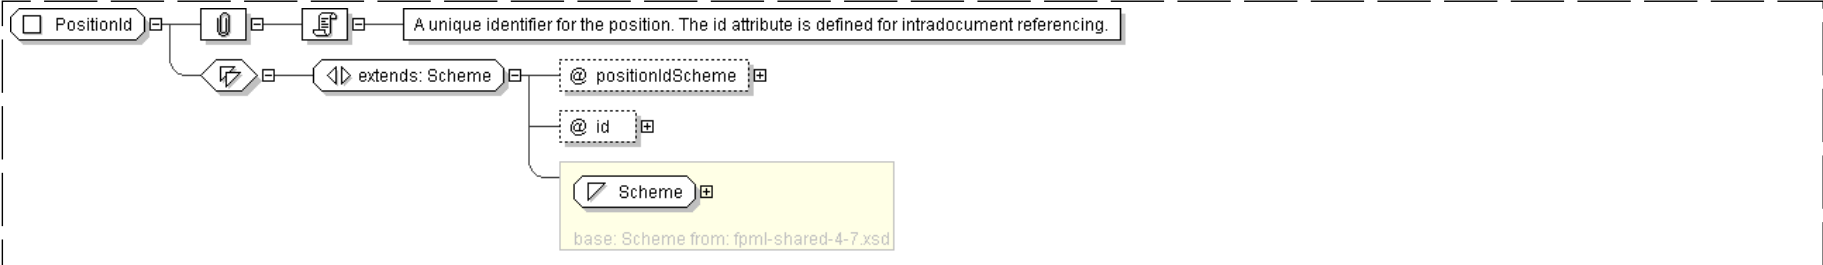 PositionId
A unique identifier for the position. The id attribute is defined for intradocument referencing.
extends: Scheme
@ positionIdScheme
@ id
Scheme
base: Scheme from: fpml-shared-4-7.xsd